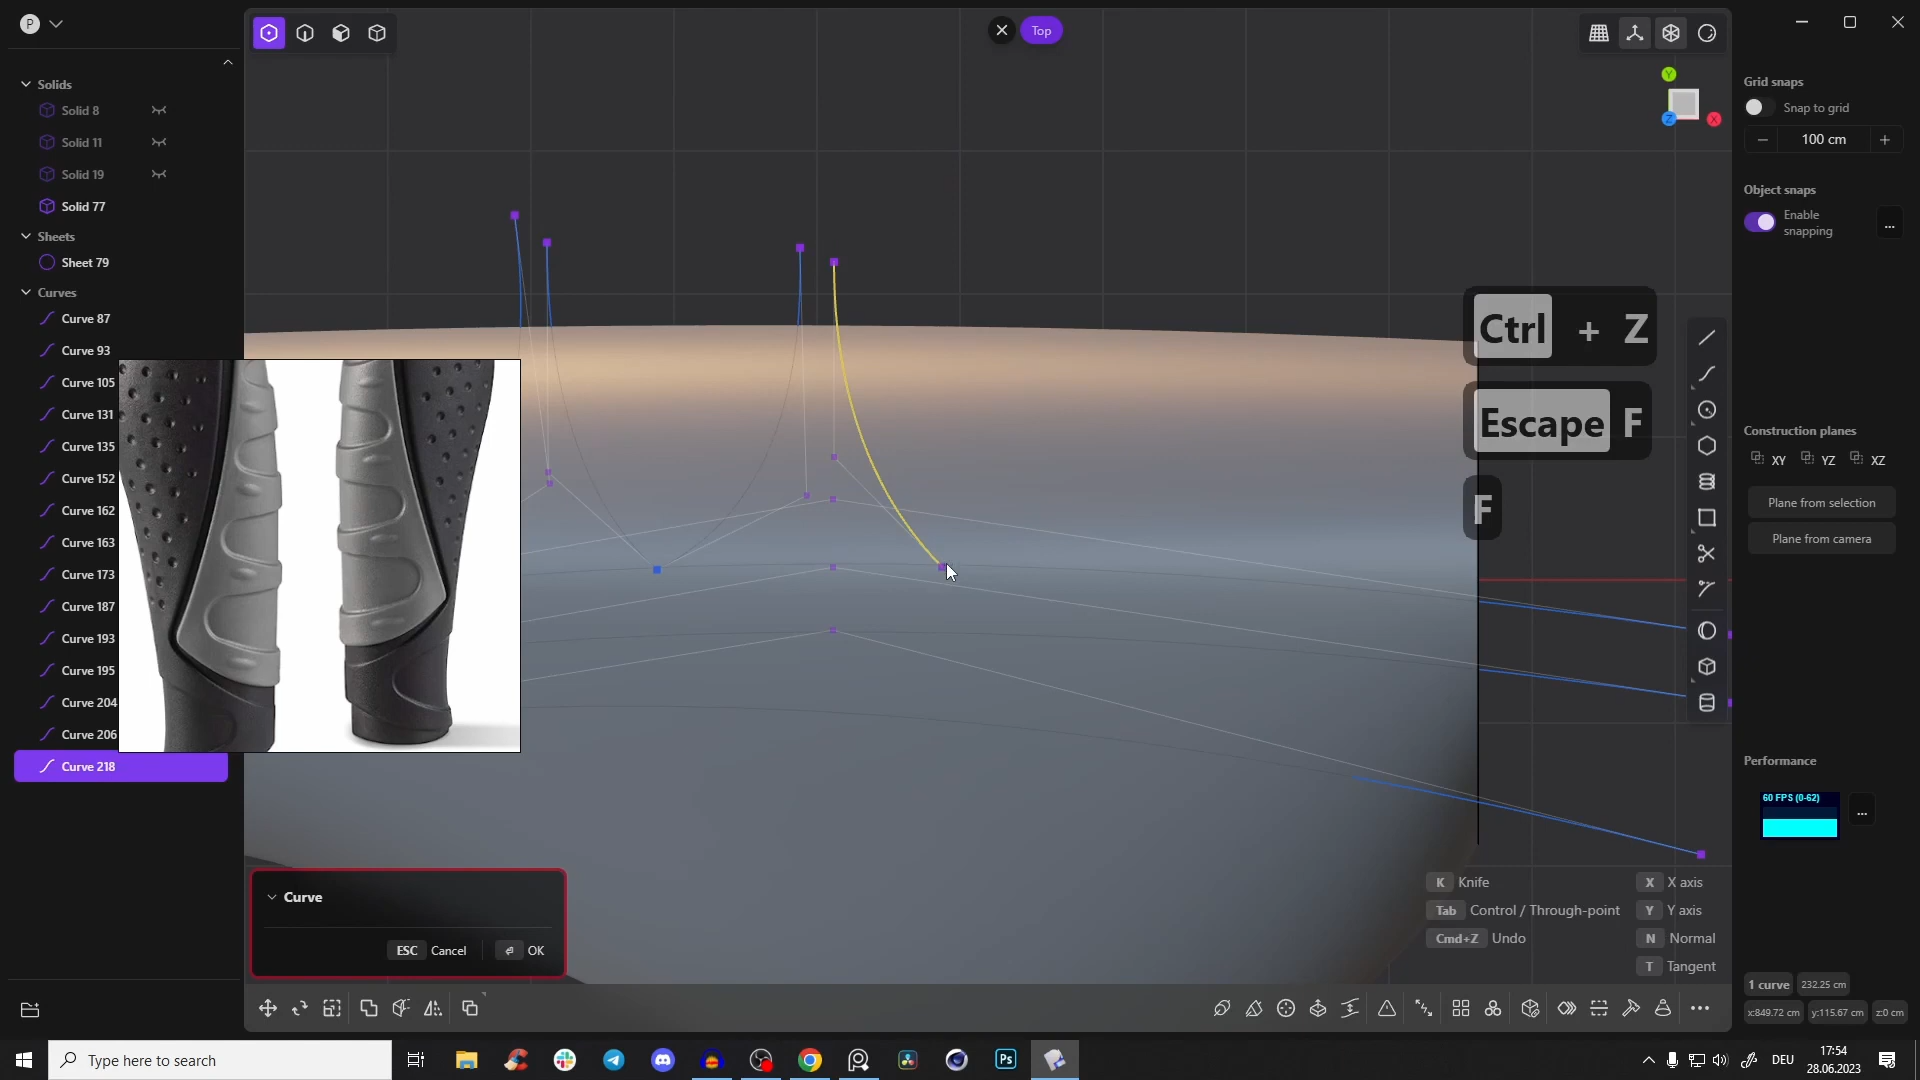 P
Top
Solids
Solid 8
Solid 11
Solid 19
Solid 77
Sheets
Sheet 79
Curves
Curve 87
Curve 93
Curve 105
Curve 131
Curve 135
Curve 152
Curve 162
Curve 163
Curve 173
Curve 187
Curve 193
Curve 195
Curve 204
Curve 206
Curve 218
Y
Z
X
Ctrl + Z
Escape F
F
Grid snaps
Snap to grid
− 100 cm +
Object snaps
Enable
snapping
...
Construction planes
XY YZ XZ
Plane from selection
Plane from camera
Performance
60 FPS (0-62)
...
Curve
ESC Cancel
OK
K Knife
Tab Control / Through-point
Cmd+Z Undo
X X axis
Y Y axis
N Normal
T Tangent
1 curve 232.25 cm
x:849.72 cm y:115.67 cm z:0 cm
Type here to search
Ps
DEU
17:54
28.06.2023